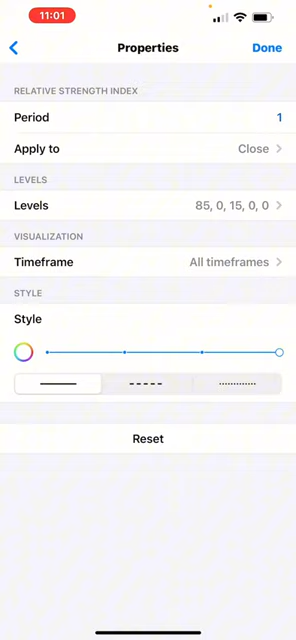 11:01
Properties
Done
RELATIVE STRENGTH INDEX
Period 1
Apply to Close
LEVELS
Levels 85, 0, 15, 0, 0
VISUALIZATION
Timeframe All timeframes
STYLE
Style
Reset